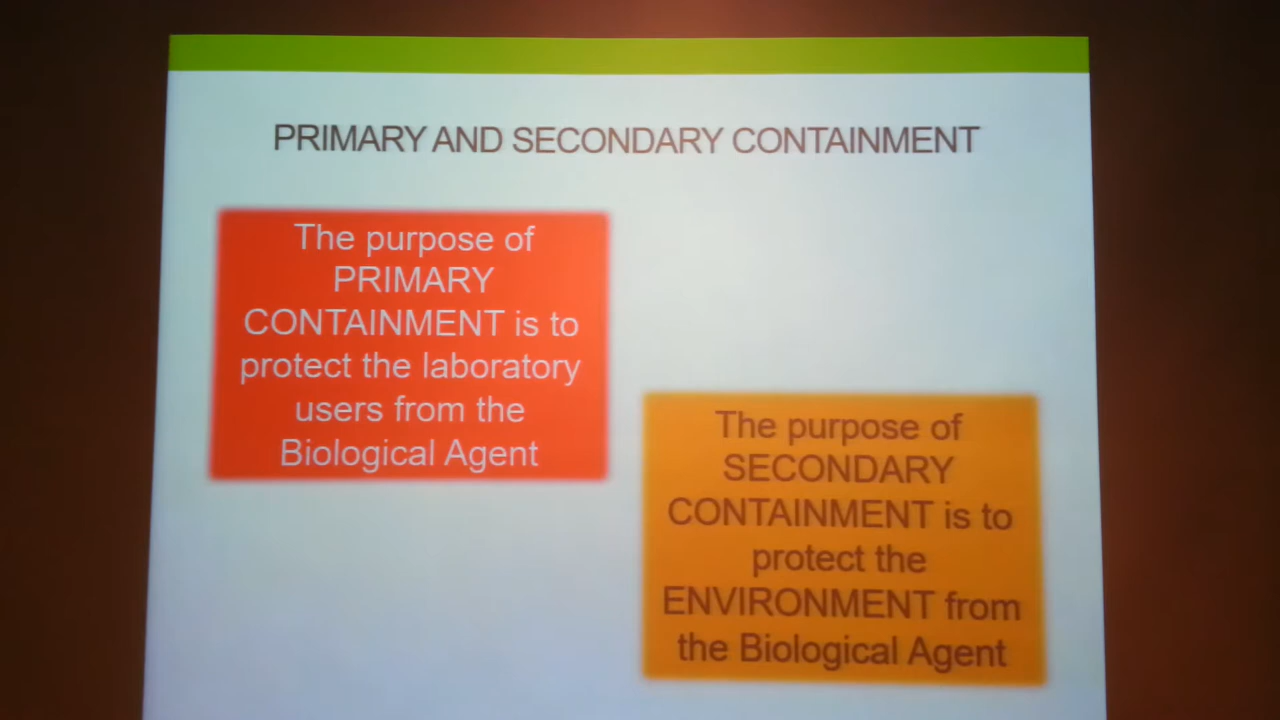 PRIMARY AND SECONDARY CONTAINMENT
The purpose of
PRIMARY
CONTAINMENT is to
protect the laboratory
users from the
Biological Agent
The purpose of
SECONDARY
CONTAINMENT is to
protect the
ENVIRONMENT from
the Biological Agent